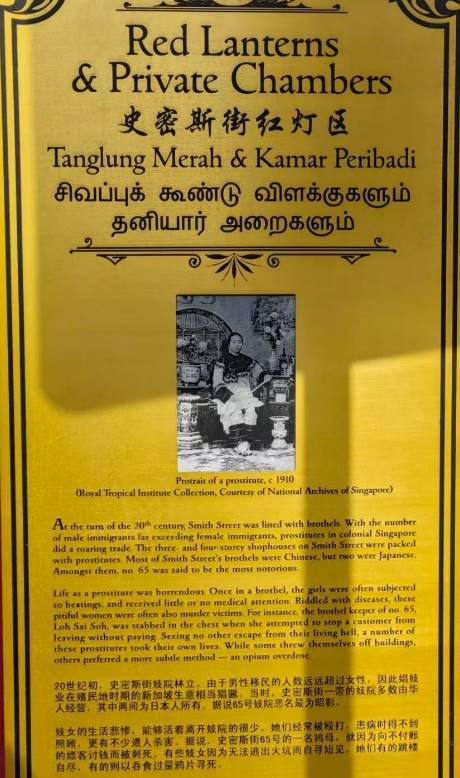 Red Lanterns
& Private Chambers
史密斯街红灯区
Tanglung Merah & Kamar Peribadi
சிவப்புக் கூண்டு விளக்குகளும்
தனியார் அறைகளும்
Protrait of a prostitute, c 1910
(Royal Tropical Institute Collection, Courtesy of National Archives of Singapore)
At the turn of the 20th century, Smith Street was lined with brothels. With the number
of male immigrants far exceeding female immigrants, prostitutes in colonial Singapore
did a roaring trade. The three- and four-storey shophouses on Smith Street were packed
with prostitutes. Most of Smith Street's brothels were Chinese, but two were Japanese.
Amongst them, no. 65 was said to be the most notorious.
Life as a prostitute was horrendous. Once in a brothel, the girls were often subjected
to beatings, and received little or no medical attention. Riddled with diseases, these
pitiful women were often also murder victims. For instance, the brothel keeper of no. 65,
Loh Sai Soh, was stabbed in the chest when she attempted to stop a customer from
leaving without paying. Seeing no other escape from their living hell, a number of
these prostitutes took their own lives. While some threw themselves off buildings,
others preferred a more subtle method — an opium overdose.
20世纪初，史密斯街妓院林立。由于男性移民的人数远远超过女性，因此娼妓
业在殖民地时期的新加坡生意相当猖獗。当时，史密斯街一带的妓院多数由华
人经营，其中两间为日本人所有。据说65号妓院恶名最为昭彰。
妓女的生活悲惨，能够活着离开妓院的很少。她们经常被殴打，患病时得不到
照顾，更有不少遭人杀害。据说，史密斯街65号的一名鸨母，就因为向不付账
的嫖客讨钱而被刺死。有些妓女因为无法逃出火坑而自寻短见。她们有的跳楼
自尽，有的则以吞食过量鸦片寻死。